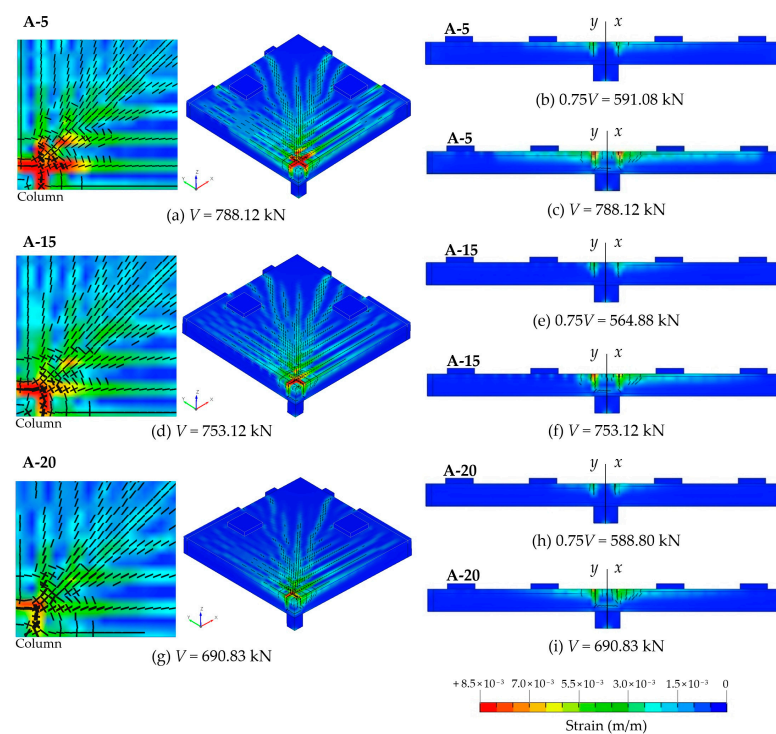 A-5
Column
(a) V = 788.12 kN
A-5
y x
(b) 0.75V = 591.08 kN
A-5
y x
(c) V = 788.12 kN
A-15
Column
(d) V = 753.12 kN
A-15
y x
(e) 0.75V = 564.88 kN
A-15
y x
(f) V = 753.12 kN
A-20
Column
(g) V = 690.83 kN
A-20
y x
(h) 0.75V = 588.80 kN
A-20
y x
(i) V = 690.83 kN
+8.5×10⁻³ 7.0×10⁻³ 5.5×10⁻³ 3.0×10⁻³ 1.5×10⁻³ 0
Strain (m/m)